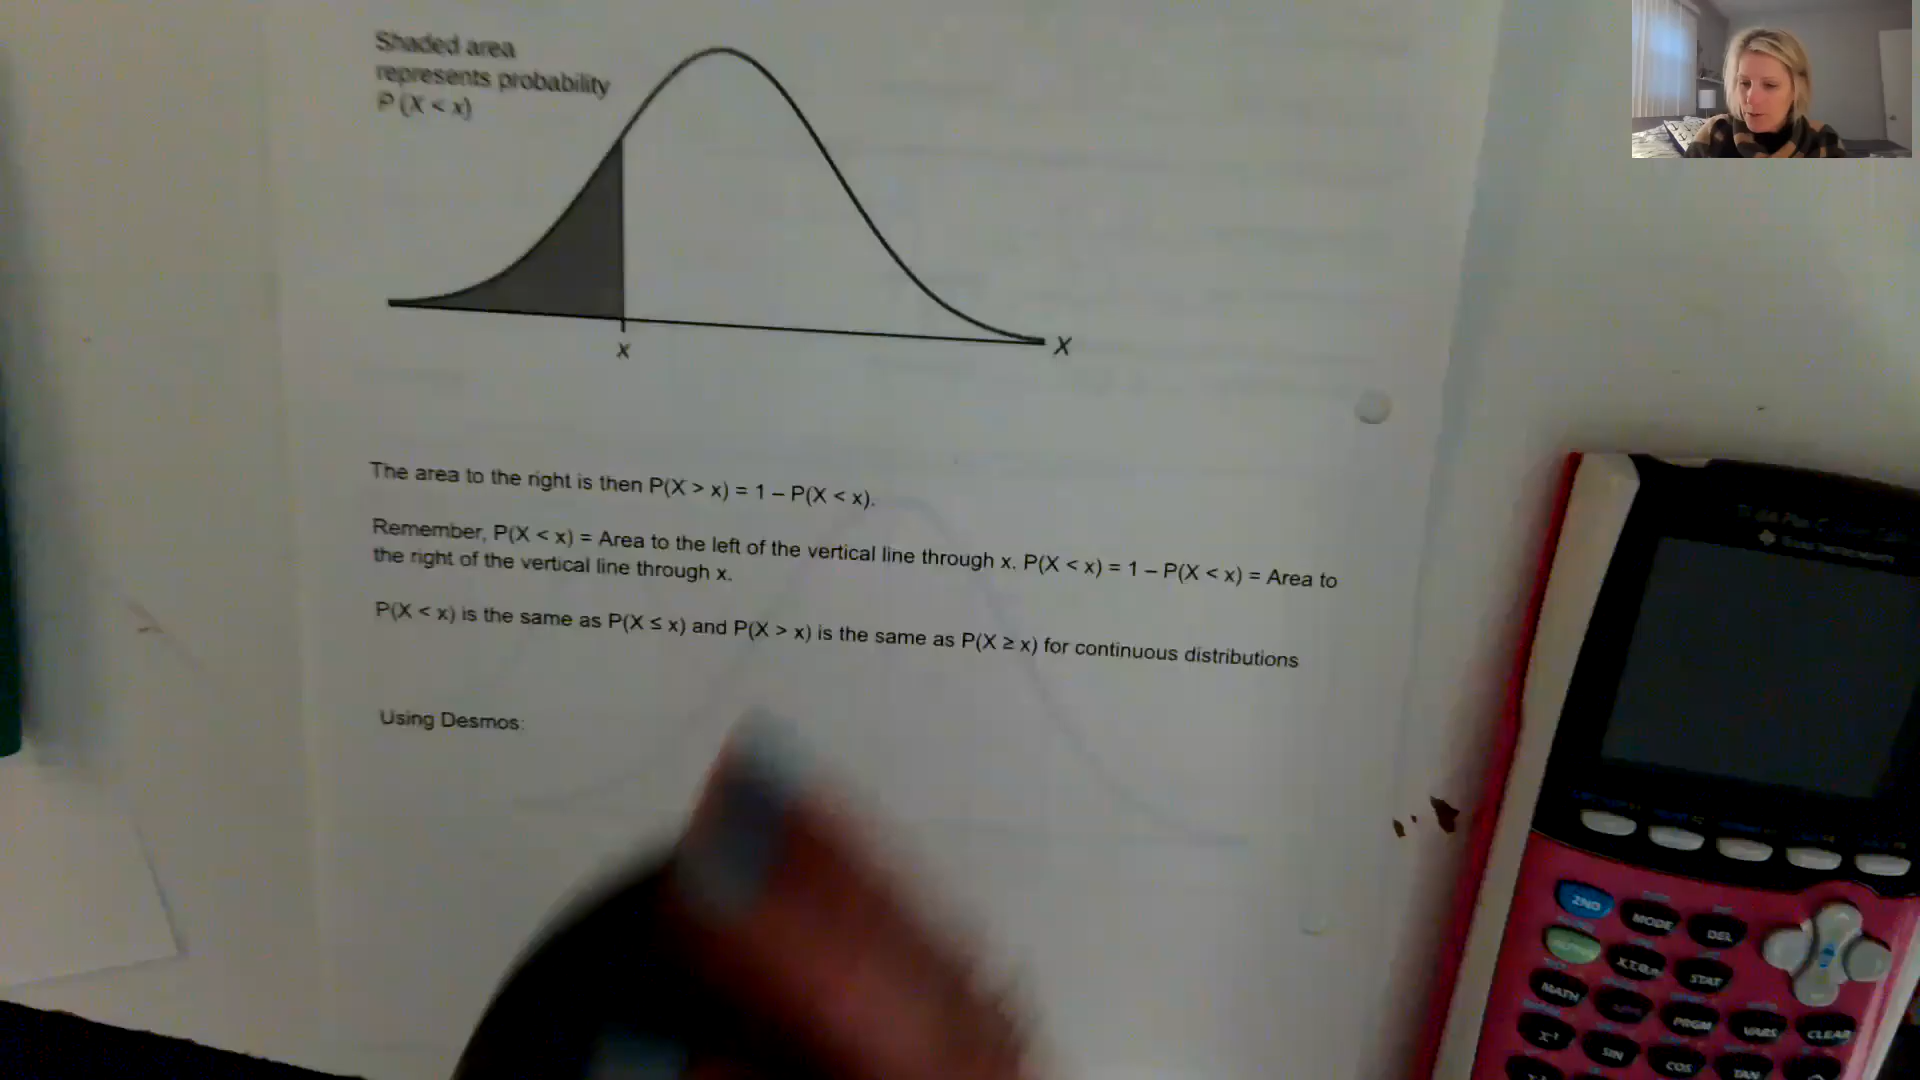 Shaded area
represents probability
P (X < x)
x
X
The area to the right is then P(X > x) = 1 – P(X < x).
Remember, P(X < x) = Area to the left of the vertical line through x. P(X < x) = 1 – P(X < x) = Area to
the right of the vertical line through x.
P(X < x) is the same as P(X ≤ x) and P(X > x) is the same as P(X ≥ x) for continuous distributions
Using Desmos:
2ND
MODE
DEL
ALPHA
X,T,θ,n
STAT
MATH
PRGM
VARS
CLEAR
SIN
COS
TAN